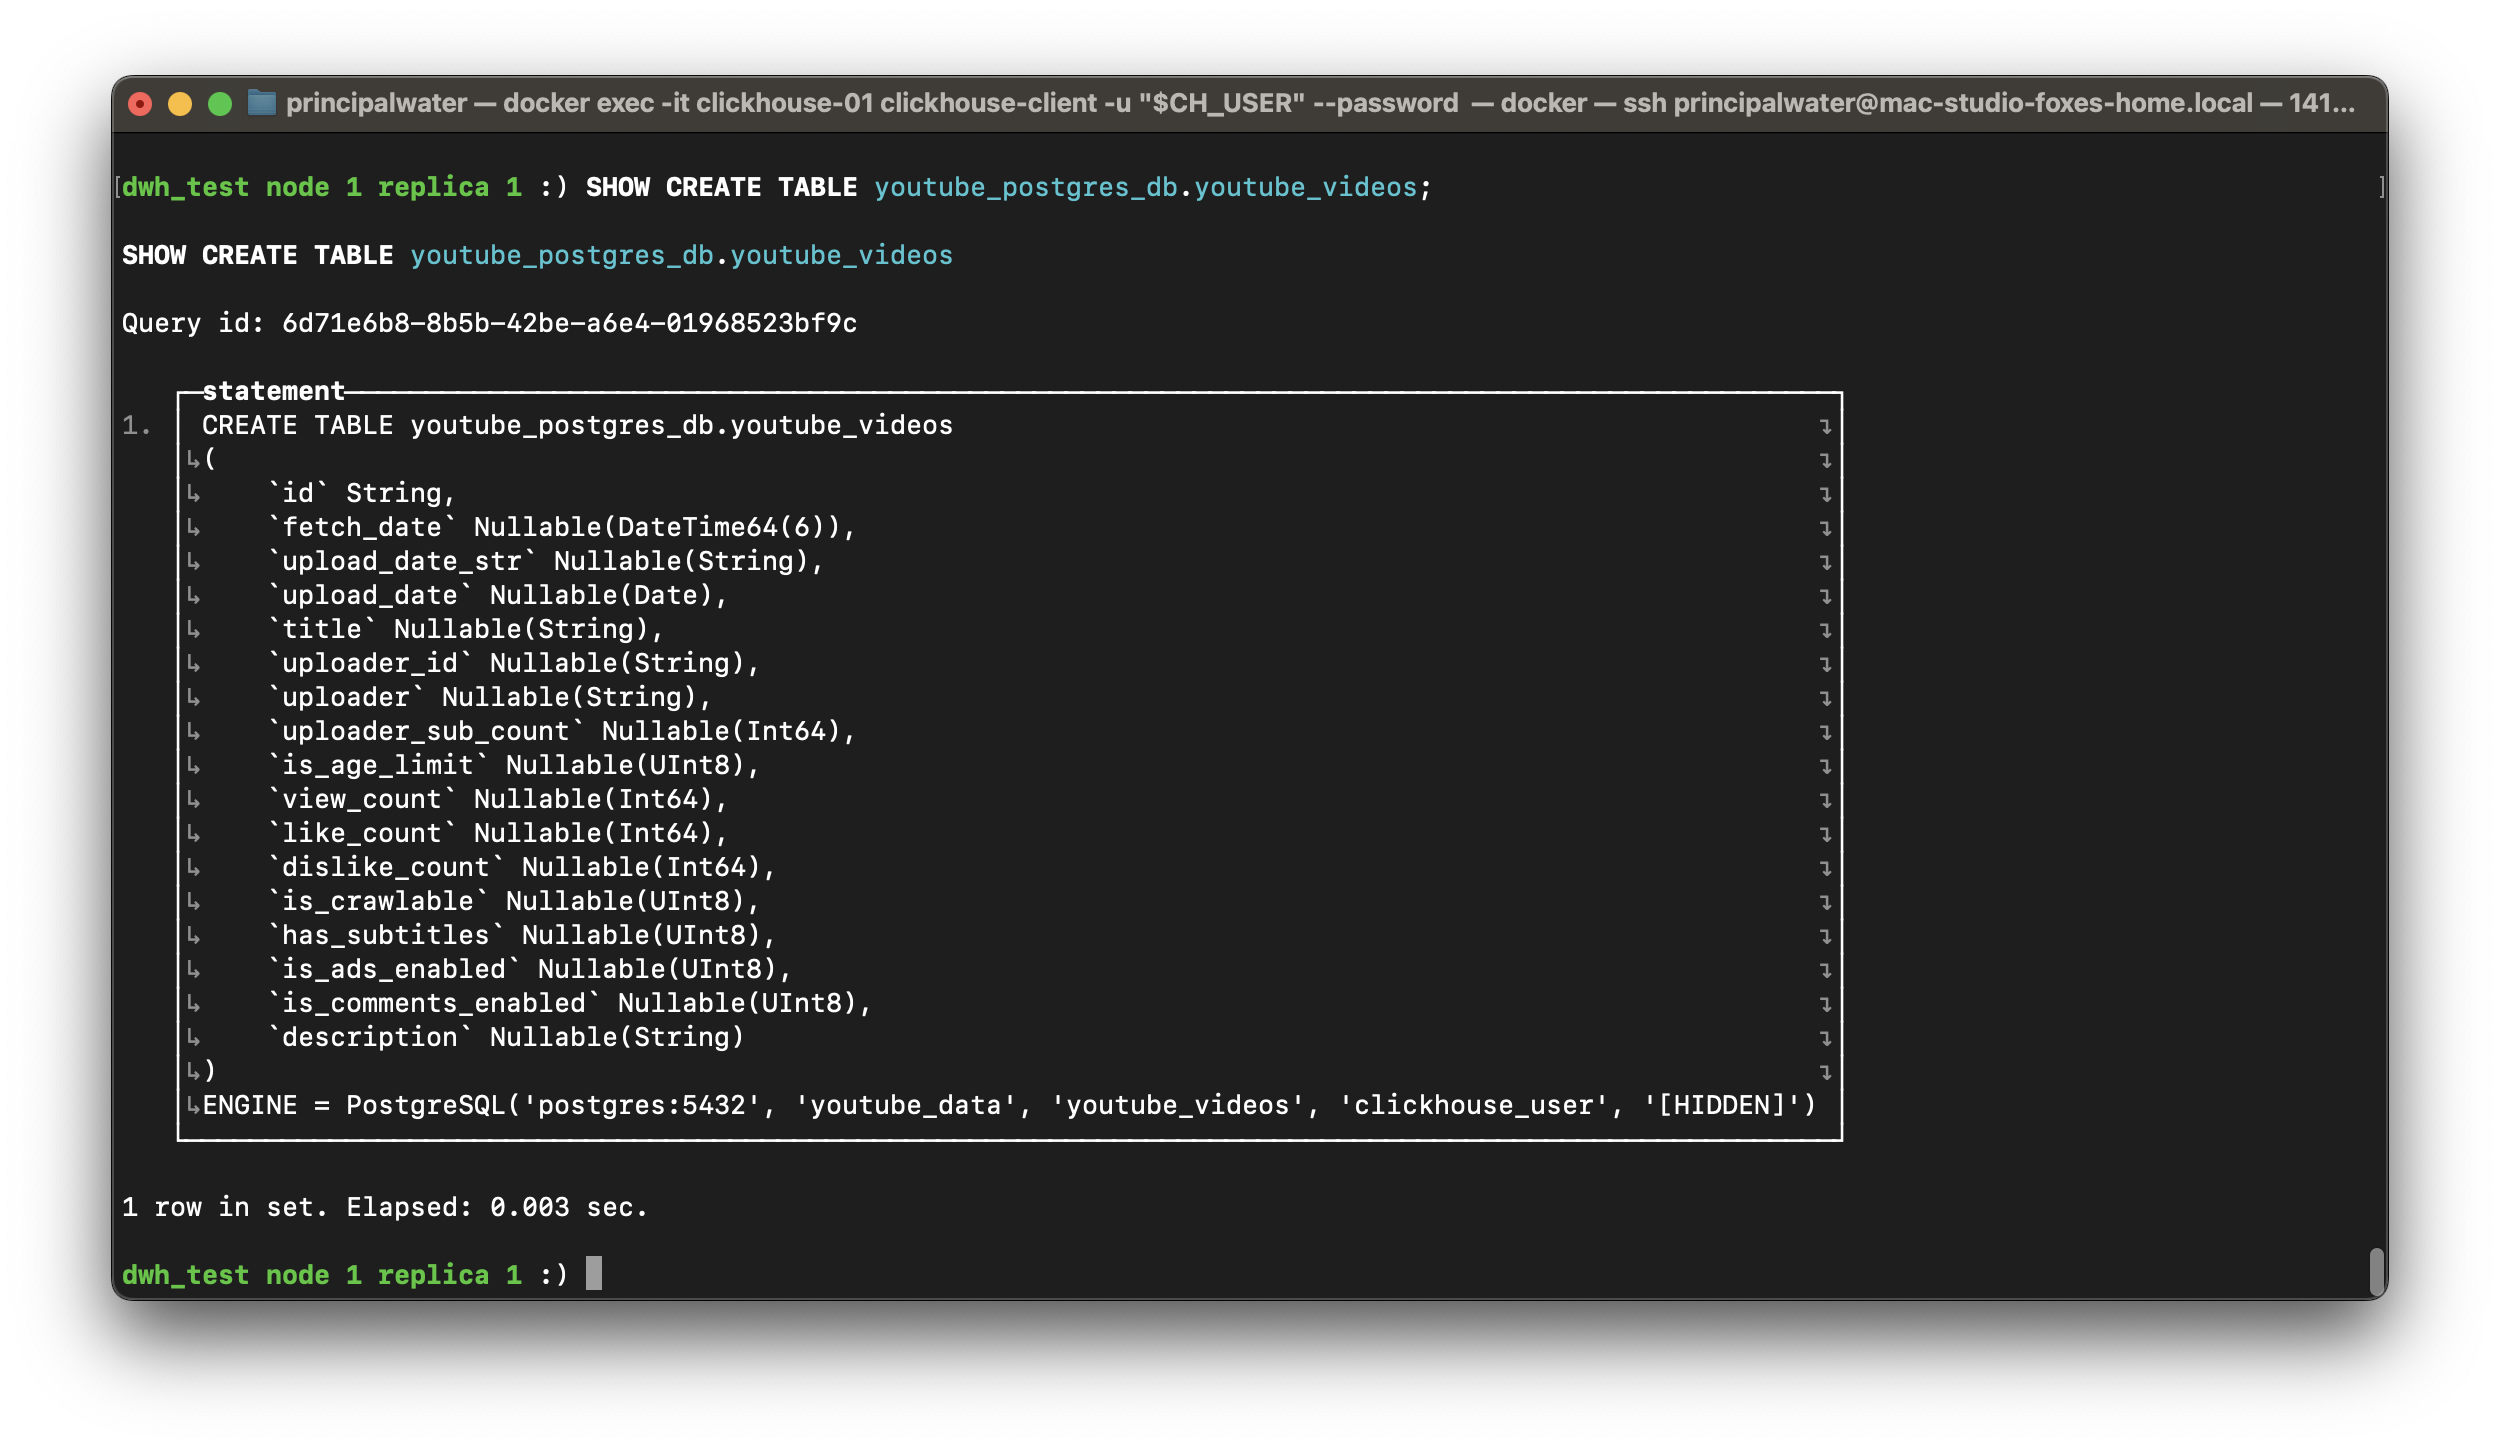 principalwater — docker exec -it clickhouse-01 clickhouse-client -u "$CH_USER" --password — docker — ssh principalwater@mac-studio-foxes-home.local — 141…
[dwh_test node 1 replica 1 :) SHOW CREATE TABLE youtube_postgres_db.youtube_videos; ]
SHOW CREATE TABLE youtube_postgres_db.youtube_videos
Query id: 6d71e6b8-8b5b-42be-a6e4-01968523bf9c
statement
1. CREATE TABLE youtube_postgres_db.youtube_videos ↴
↳( ↴
↳    `id` String, ↴
↳    `fetch_date` Nullable(DateTime64(6)), ↴
↳    `upload_date_str` Nullable(String), ↴
↳    `upload_date` Nullable(Date), ↴
↳    `title` Nullable(String), ↴
↳    `uploader_id` Nullable(String), ↴
↳    `uploader` Nullable(String), ↴
↳    `uploader_sub_count` Nullable(Int64), ↴
↳    `is_age_limit` Nullable(UInt8), ↴
↳    `view_count` Nullable(Int64), ↴
↳    `like_count` Nullable(Int64), ↴
↳    `dislike_count` Nullable(Int64), ↴
↳    `is_crawlable` Nullable(UInt8), ↴
↳    `has_subtitles` Nullable(UInt8), ↴
↳    `is_ads_enabled` Nullable(UInt8), ↴
↳    `is_comments_enabled` Nullable(UInt8), ↴
↳    `description` Nullable(String) ↴
↳) ↴
↳ENGINE = PostgreSQL('postgres:5432', 'youtube_data', 'youtube_videos', 'clickhouse_user', '[HIDDEN]')
1 row in set. Elapsed: 0.003 sec.
dwh_test node 1 replica 1 :)